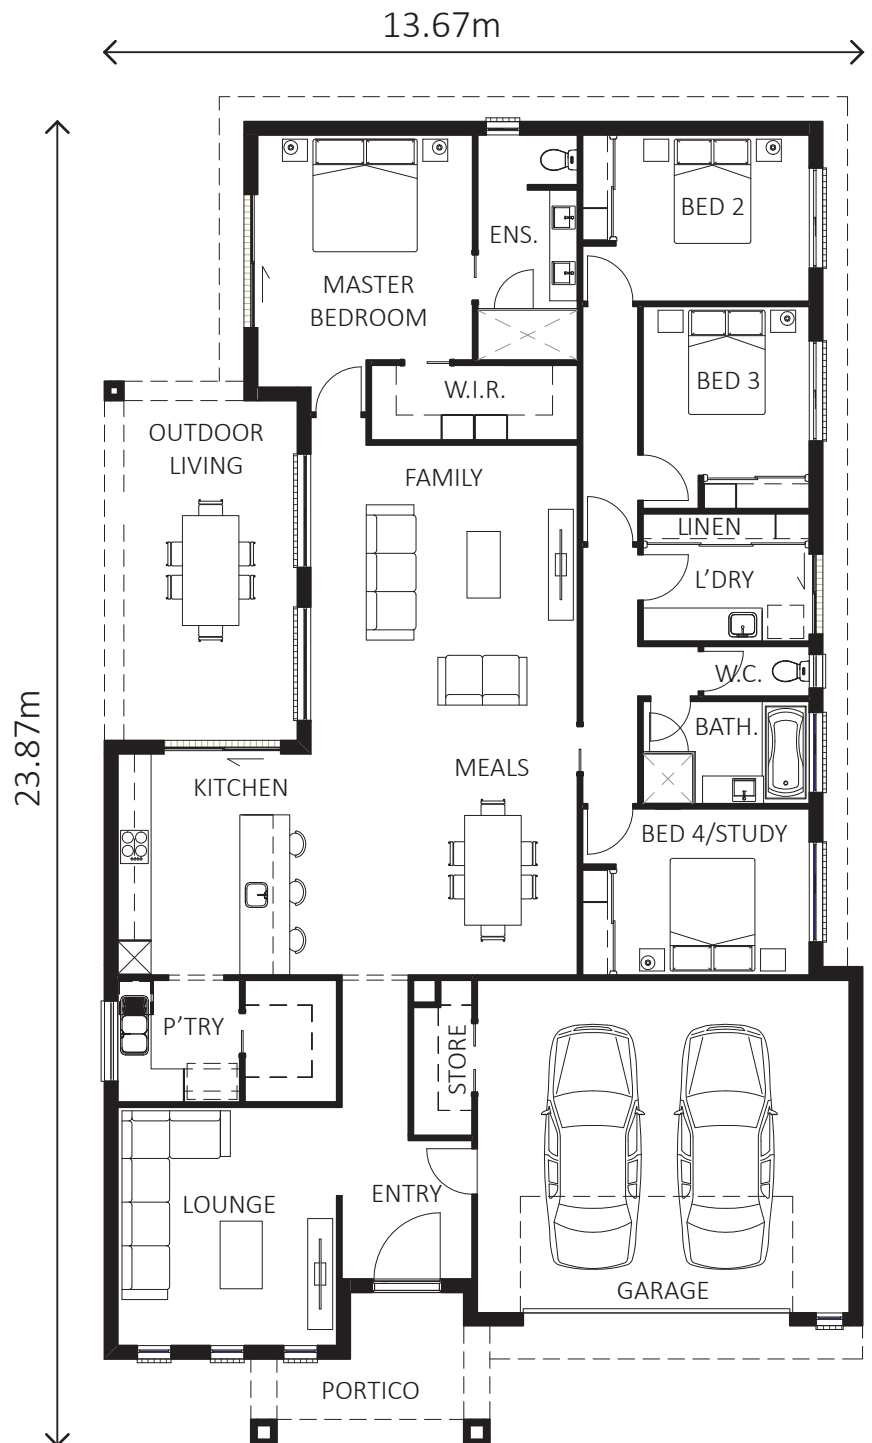 13.67m
23.87m
BED 2
ENS.
MASTER
BEDROOM
BED 3
W.I.R.
OUTDOOR
LIVING
FAMILY
LINEN
L'DRY
W.C.
BATH.
MEALS
KITCHEN
BED 4/STUDY
P'TRY
STORE
ENTRY
LOUNGE
GARAGE
PORTICO